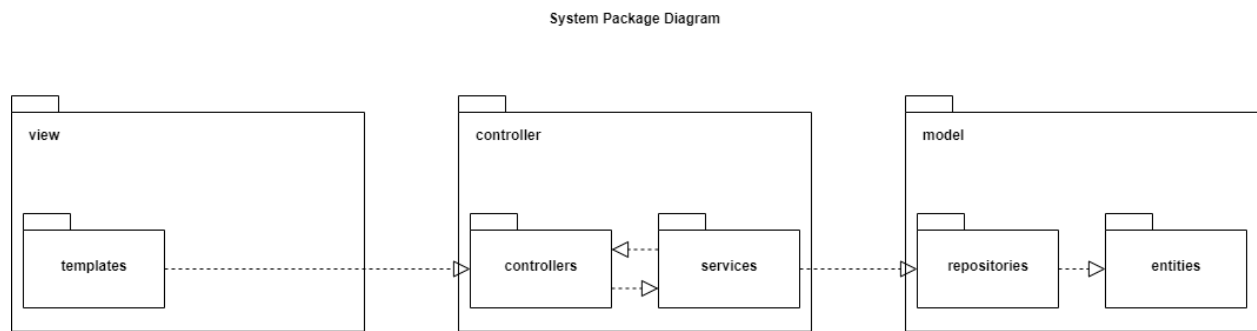 System Package Diagram
view
controller
model
templates
controllers
services
repositories
entities